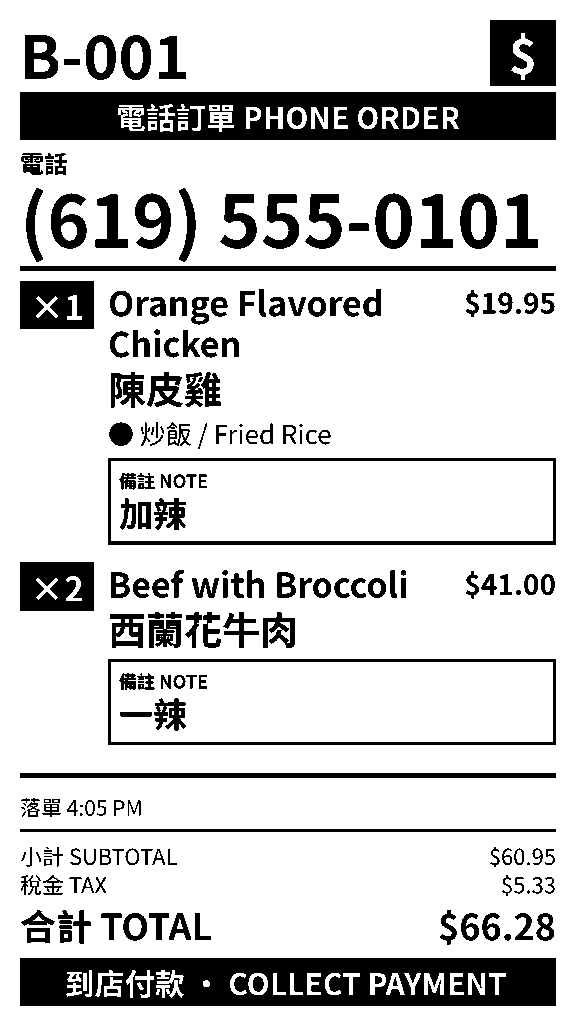 B-001 $
電話訂單 PHONE ORDER
電話
(619) 555-0101
×1 Orange Flavored $19.95
Chicken
陳皮雞
● 炒飯 / Fried Rice
備註 NOTE
加辣
×2 Beef with Broccoli $41.00
西蘭花牛肉
備註 NOTE
一辣
落單 4:05 PM
小計 SUBTOTAL $60.95
稅金 TAX $5.33
合計 TOTAL $66.28
到店付款 · COLLECT PAYMENT